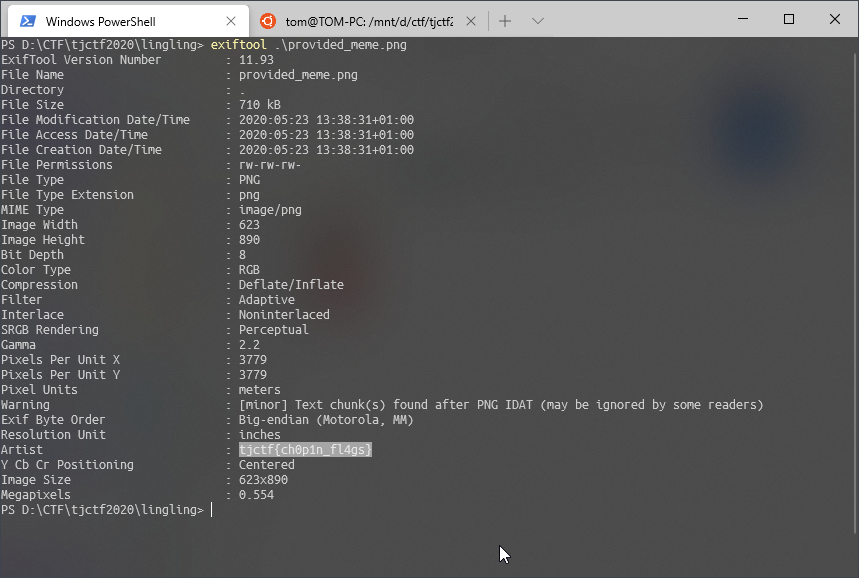 Windows PowerShell
tom@TOM-PC: /mnt/d/ctf/tjctf2
PS D:\CTF\tjctf2020\lingling> exiftool .\provided_meme.png
ExifTool Version Number : 11.93
File Name : provided_meme.png
Directory : .
File Size : 710 kB
File Modification Date/Time : 2020:05:23 13:38:31+01:00
File Access Date/Time : 2020:05:23 13:38:31+01:00
File Creation Date/Time : 2020:05:23 13:38:31+01:00
File Permissions : rw-rw-rw-
File Type : PNG
File Type Extension : png
MIME Type : image/png
Image Width : 623
Image Height : 890
Bit Depth : 8
Color Type : RGB
Compression : Deflate/Inflate
Filter : Adaptive
Interlace : Noninterlaced
SRGB Rendering : Perceptual
Gamma : 2.2
Pixels Per Unit X : 3779
Pixels Per Unit Y : 3779
Pixel Units : meters
Warning : [minor] Text chunk(s) found after PNG IDAT (may be ignored by some readers)
Exif Byte Order : Big-endian (Motorola, MM)
Resolution Unit : inches
Artist : tjctf{ch0p1n_fl4gs}
Y Cb Cr Positioning : Centered
Image Size : 623x890
Megapixels : 0.554
PS D:\CTF\tjctf2020\lingling>